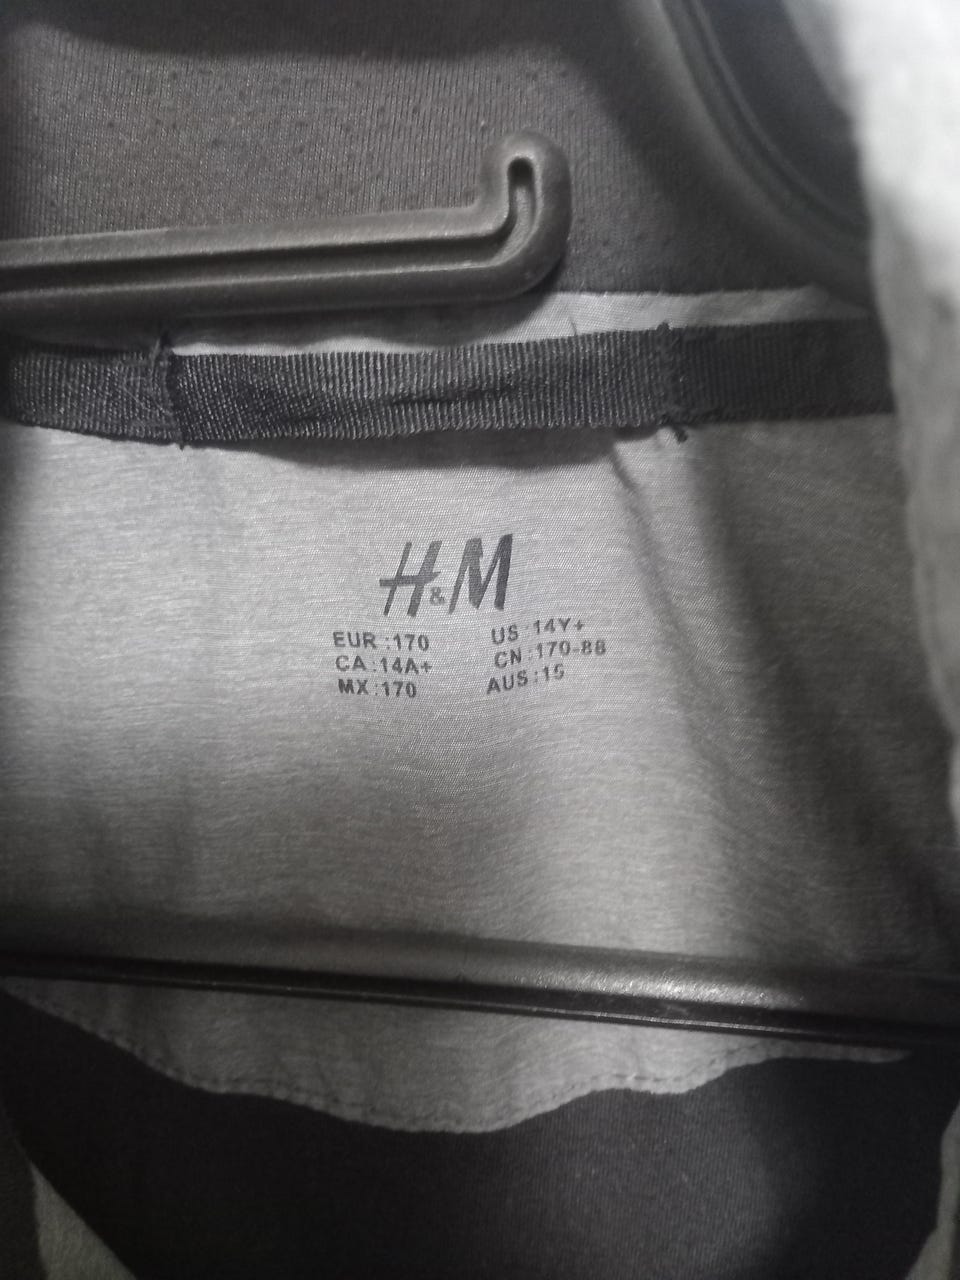 H&M
EUR:170
CA:14A+
MX:170
US:14Y+
CN:170-88
AUS:15